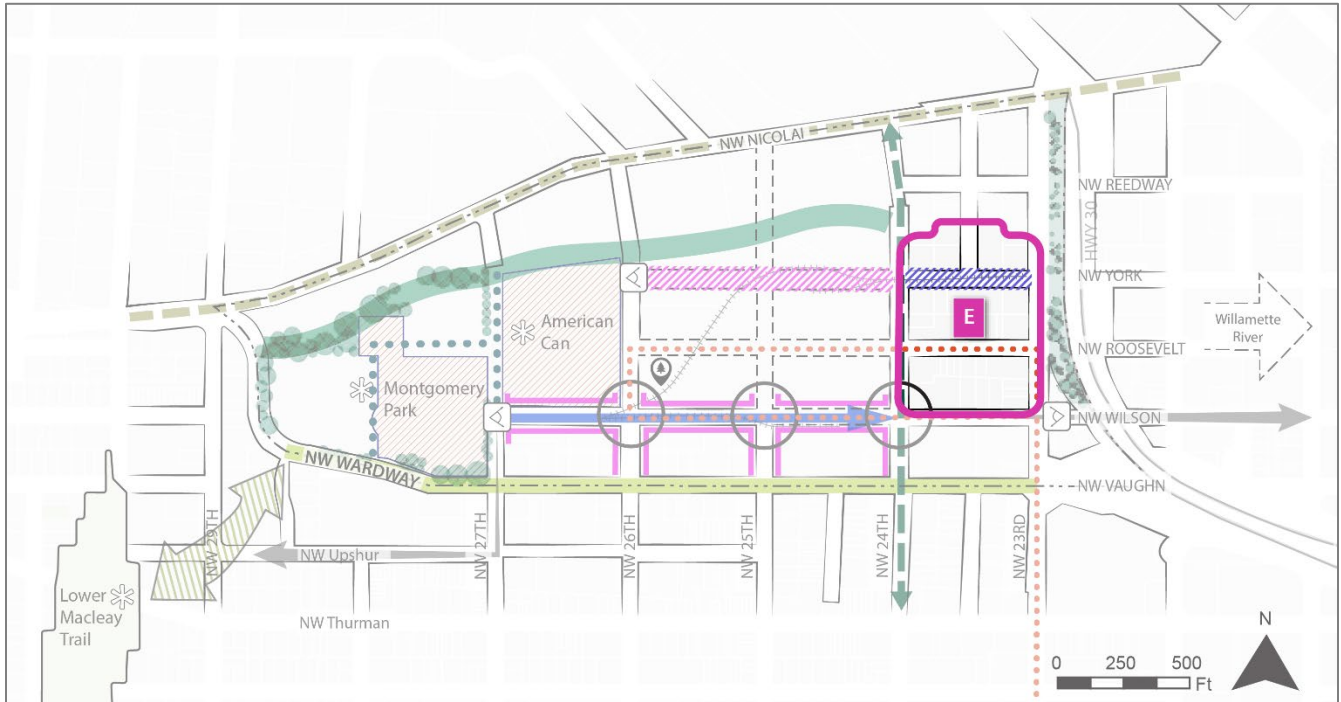 NW NICOLAI
NW REEDWAY
HWY 30
NW YORK
E
Willamette
River
American
Can
NW ROOSEVELT
Montgomery
Park
NW WILSON
NW WARDWAY
NW VAUGHN
NW 29TH
NW 27TH
NW 26TH
NW 25TH
NW 24TH
NW 23RD
NW Upshur
Lower
Macleay
Trail
NW Thurman
N
0 250 500
Ft